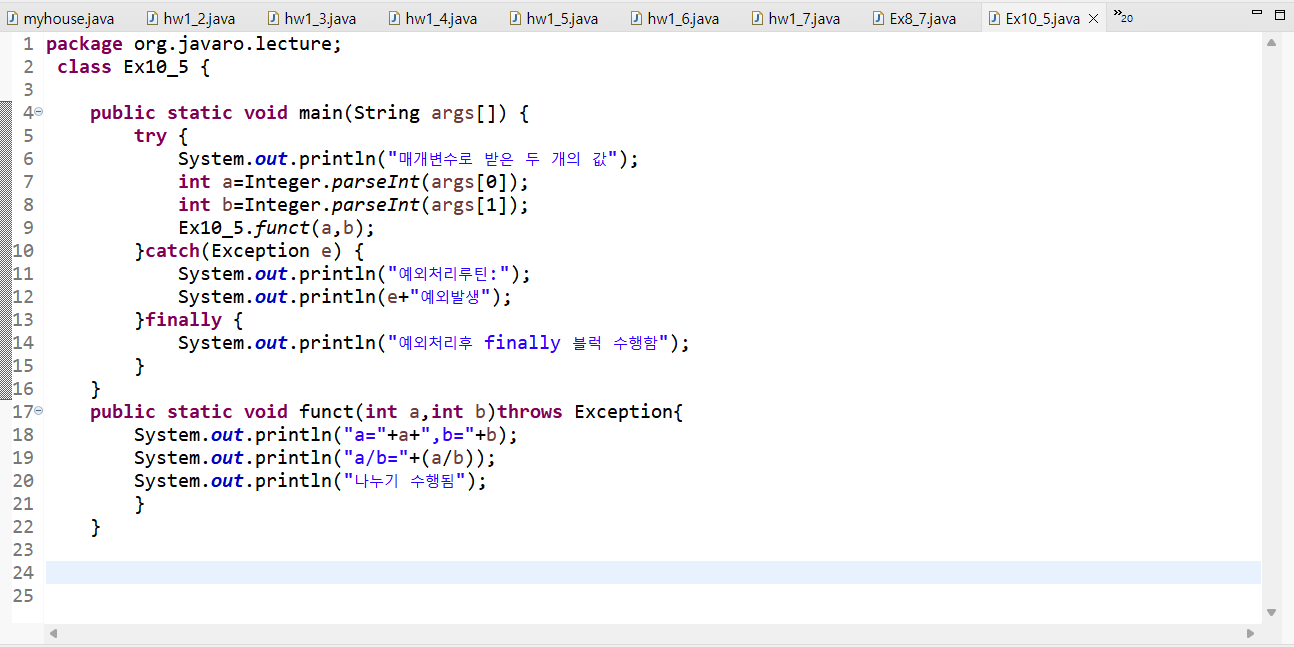 myhouse.java hw1_2.java hw1_3.java hw1_4.java hw1_5.java hw1_6.java hw1_7.java Ex8_7.java Ex10_5.java »20
1 package org.javaro.lecture;
2 class Ex10_5 {
3
4 public static void main(String args[]) {
5 try {
6 System.out.println("매개변수로 받은 두 개의 값");
7 int a=Integer.parseInt(args[0]);
8 int b=Integer.parseInt(args[1]);
9 Ex10_5.funct(a,b);
10 }catch(Exception e) {
11 System.out.println("예외처리루틴:");
12 System.out.println(e+"예외발생");
13 }finally {
14 System.out.println("예외처리후 finally 블럭 수행함");
15 }
16 }
17 public static void funct(int a,int b)throws Exception{
18 System.out.println("a="+a+",b="+b);
19 System.out.println("a/b="+(a/b));
20 System.out.println("나누기 수행됨");
21 }
22 }
23
24
25